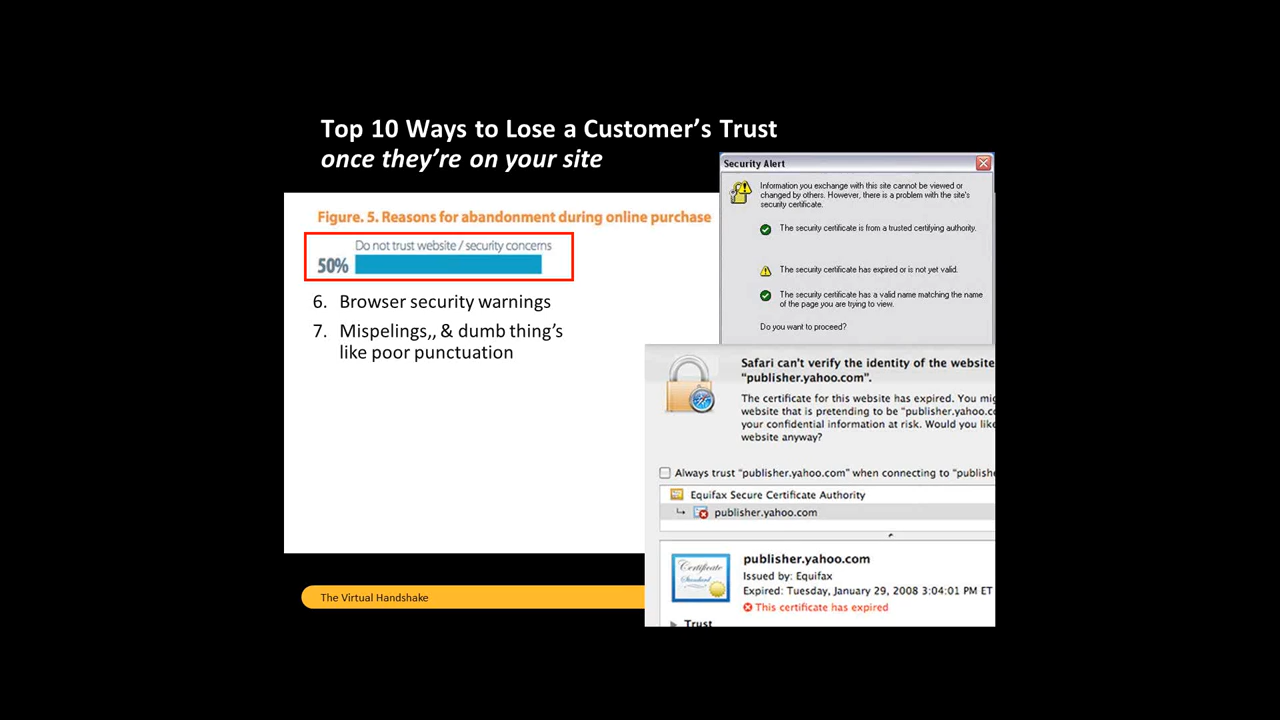 Top 10 Ways to Lose a Customer’s Trust
once they’re on your site
Figure. 5. Reasons for abandonment during online purchase
Do not trust website / security concerns
50%
6. Browser security warnings
7. Mispelings,, & dumb thing’s
like poor punctuation
Security Alert
Information you exchange with this site cannot be viewed or
changed by others. However, there is a problem with the site's
security certificate.
The security certificate is from a trusted certifying authority.
The security certificate has expired or is not yet valid.
The security certificate has a valid name matching the name
of the page you are trying to view.
Do you want to proceed?
Safari can't verify the identity of the website
"publisher.yahoo.com".
The certificate for this website has expired. You mig
website that is pretending to be "publisher.yahoo.co
your confidential information at risk. Would you like
website anyway?
Always trust "publisher.yahoo.com" when connecting to "publishe
Equifax Secure Certificate Authority
publisher.yahoo.com
Certificate
Standard
publisher.yahoo.com
Issued by: Equifax
Expired: Tuesday, January 29, 2008 3:04:01 PM ET
This certificate has expired
Trust
The Virtual Handshake